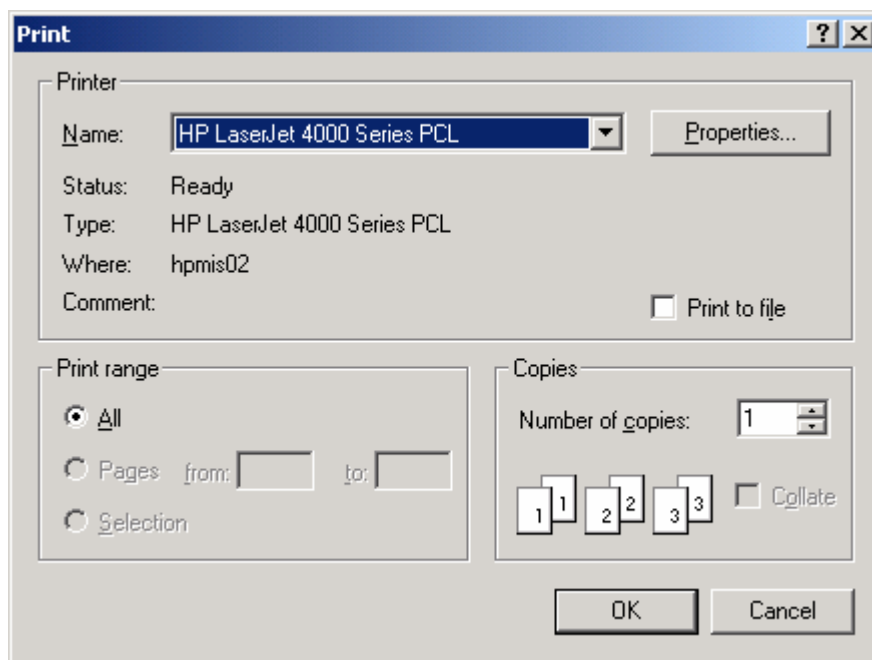 Print
Printer
Name: HP LaserJet 4000 Series PCL Properties...
Status: Ready
Type: HP LaserJet 4000 Series PCL
Where: hpmis02
Comment:
Print to file
Print range
All
Pages from: to:
Selection
Copies
Number of copies: 1
1 1 2 2 3 3 Collate
OK Cancel